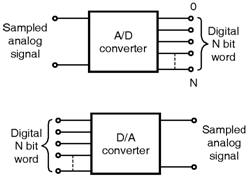 0
Sampled
analog
signal
A/D
converter
Digital
N bit
word
N
Digital
N bit
word
D/A
converter
Sampled
analog
signal